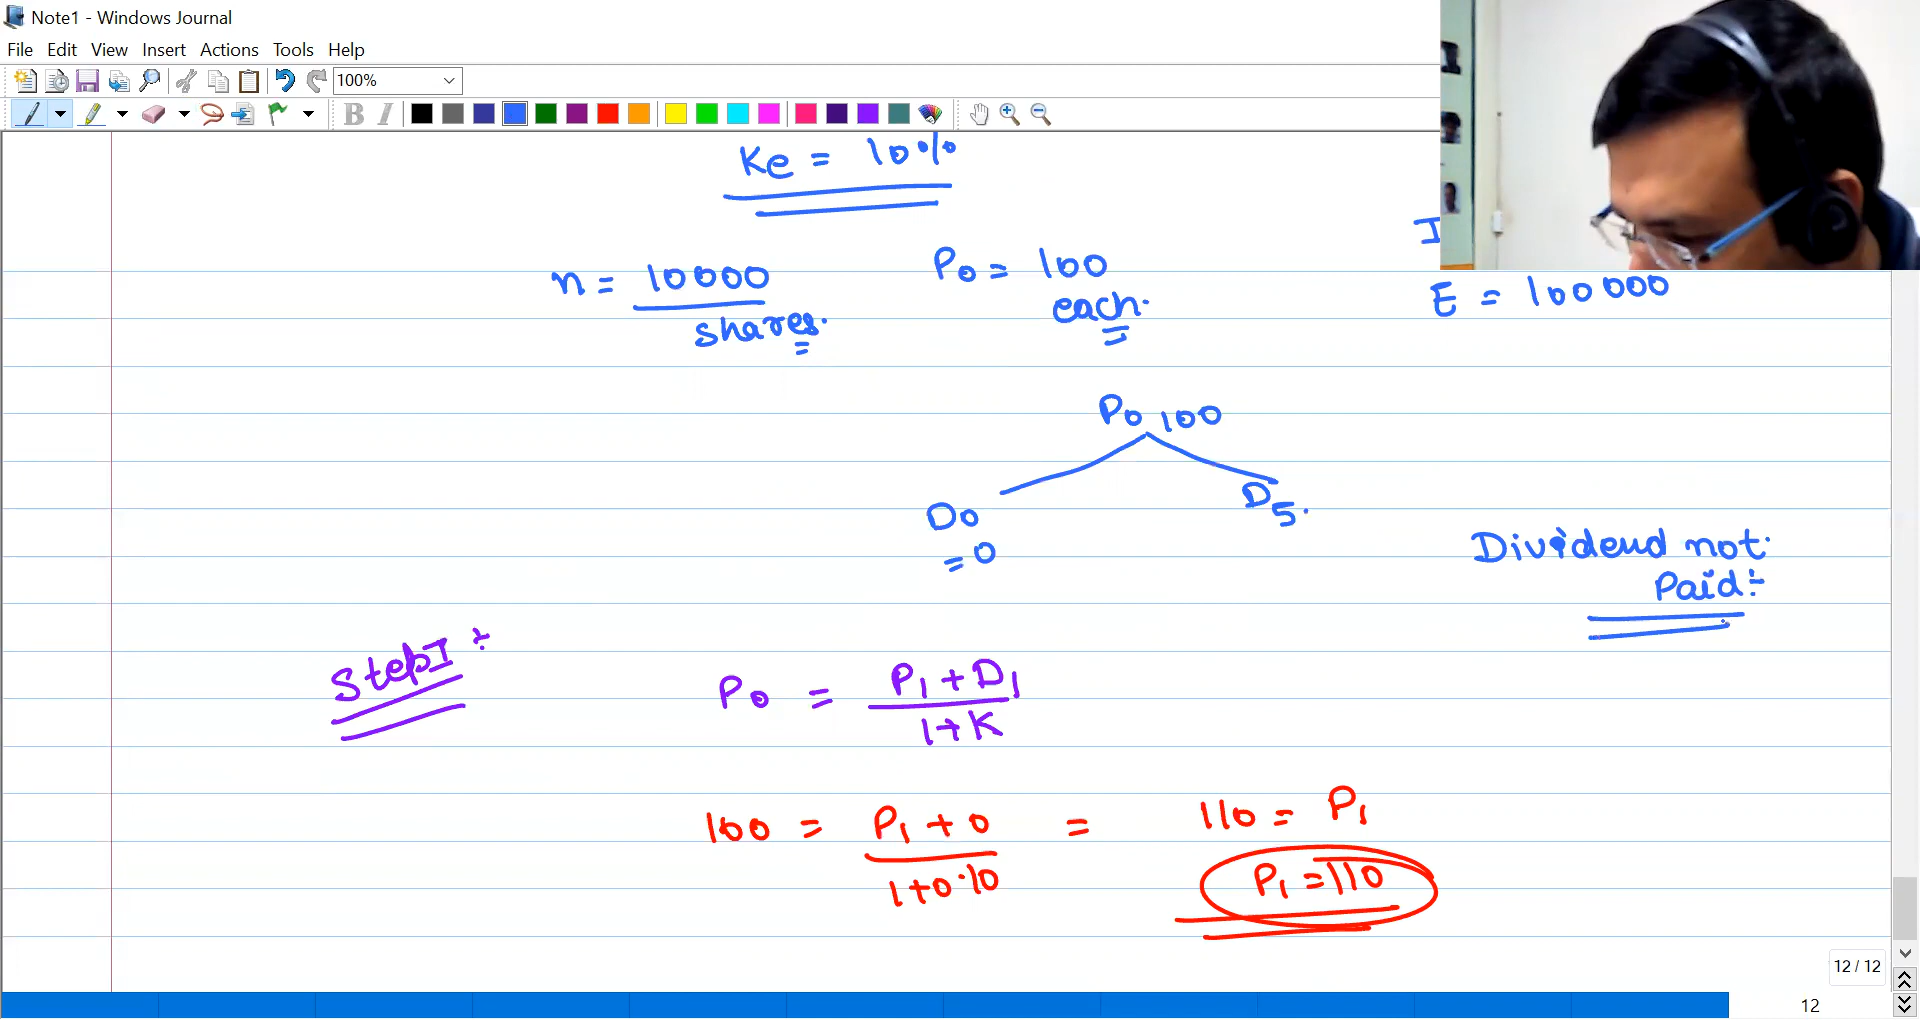 Note1 - Windows Journal
File Edit View Insert Actions Tools Help
100%
B I
Ke = 10%
n = 10000
shares.
P0 = 100
each.
I
E = 100000
P0 100
D0
= 0
D5.
Dividend not
Paid:-
Step I :-
P0 = P1 + D1
1+K
100 = P1 + 0 = 110 = P1
1+0.10
P1 = 110
12 / 12
12